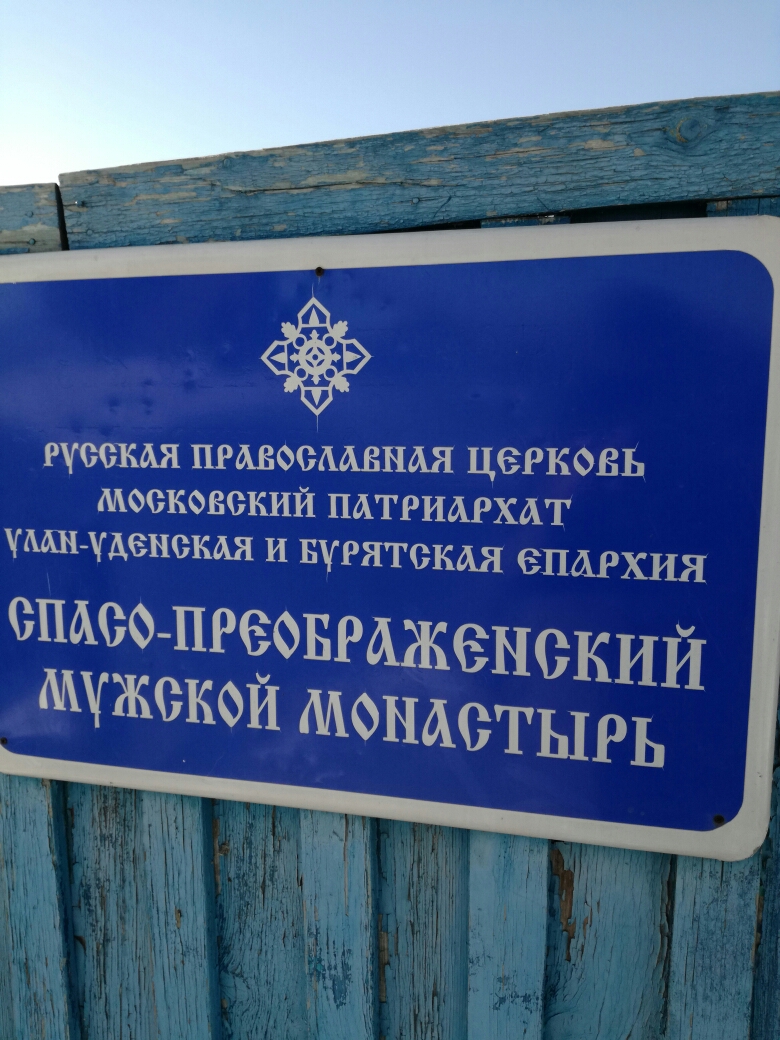 РУССКАЯ ПРАВОСЛАВНАЯ ЦЕРКОВЬ
МОСКОВСКИЙ ПАТРИАРХАТ
УЛАН-УДЕНСКАЯ И БУРЯТСКАЯ ЕПАРХИЯ
СПАСО-ПРЕОБРАЖЕНСКИЙ
МУЖСКОЙ МОНАСТЫРЬ